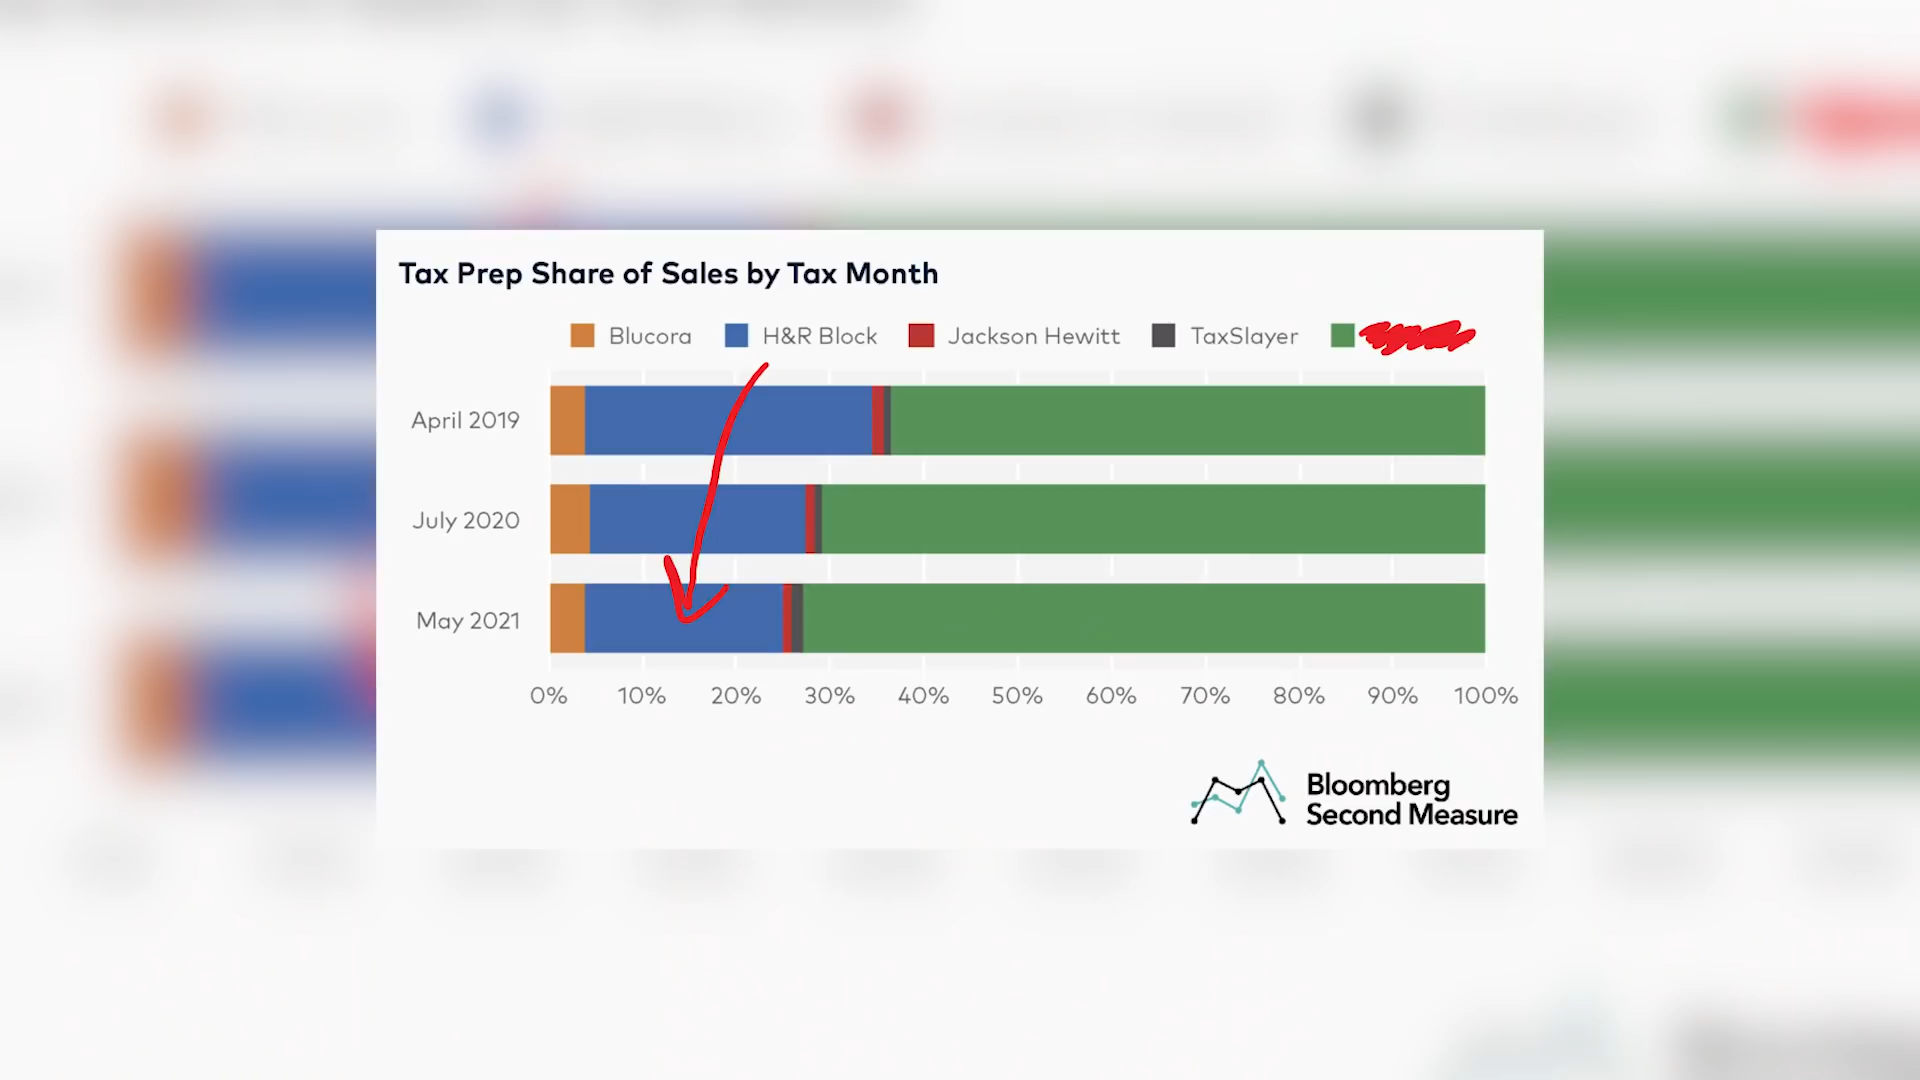 Tax Prep Share of Sales by Tax Month
Blucora H&R Block Jackson Hewitt TaxSlayer
April 2019
July 2020
May 2021
0% 10% 20% 30% 40% 50% 60% 70% 80% 90% 100%
Bloomberg
Second Measure